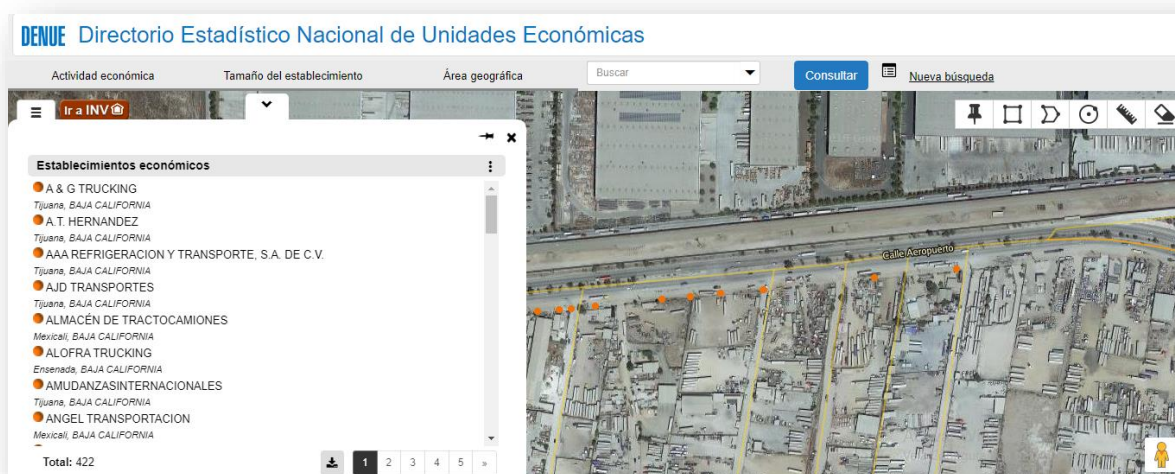 DENUE Directorio Estadístico Nacional de Unidades Económicas
Actividad económica Tamaño del establecimiento Área geográfica Buscar Consultar Nueva búsqueda
Ir a INV
Establecimientos económicos
A & G TRUCKING
Tijuana, BAJA CALIFORNIA
A.T. HERNANDEZ
Tijuana, BAJA CALIFORNIA
AAA REFRIGERACION Y TRANSPORTE, S.A. DE C.V.
Tijuana, BAJA CALIFORNIA
AJD TRANSPORTES
Tijuana, BAJA CALIFORNIA
ALMACÉN DE TRACTOCAMIONES
Mexicali, BAJA CALIFORNIA
ALOFRA TRUCKING
Ensenada, BAJA CALIFORNIA
AMUDANZASINTERNACIONALES
Tijuana, BAJA CALIFORNIA
ANGEL TRANSPORTACION
Mexicali, BAJA CALIFORNIA
Total: 422 1 2 3 4 5 »
Calle Aeropuerto